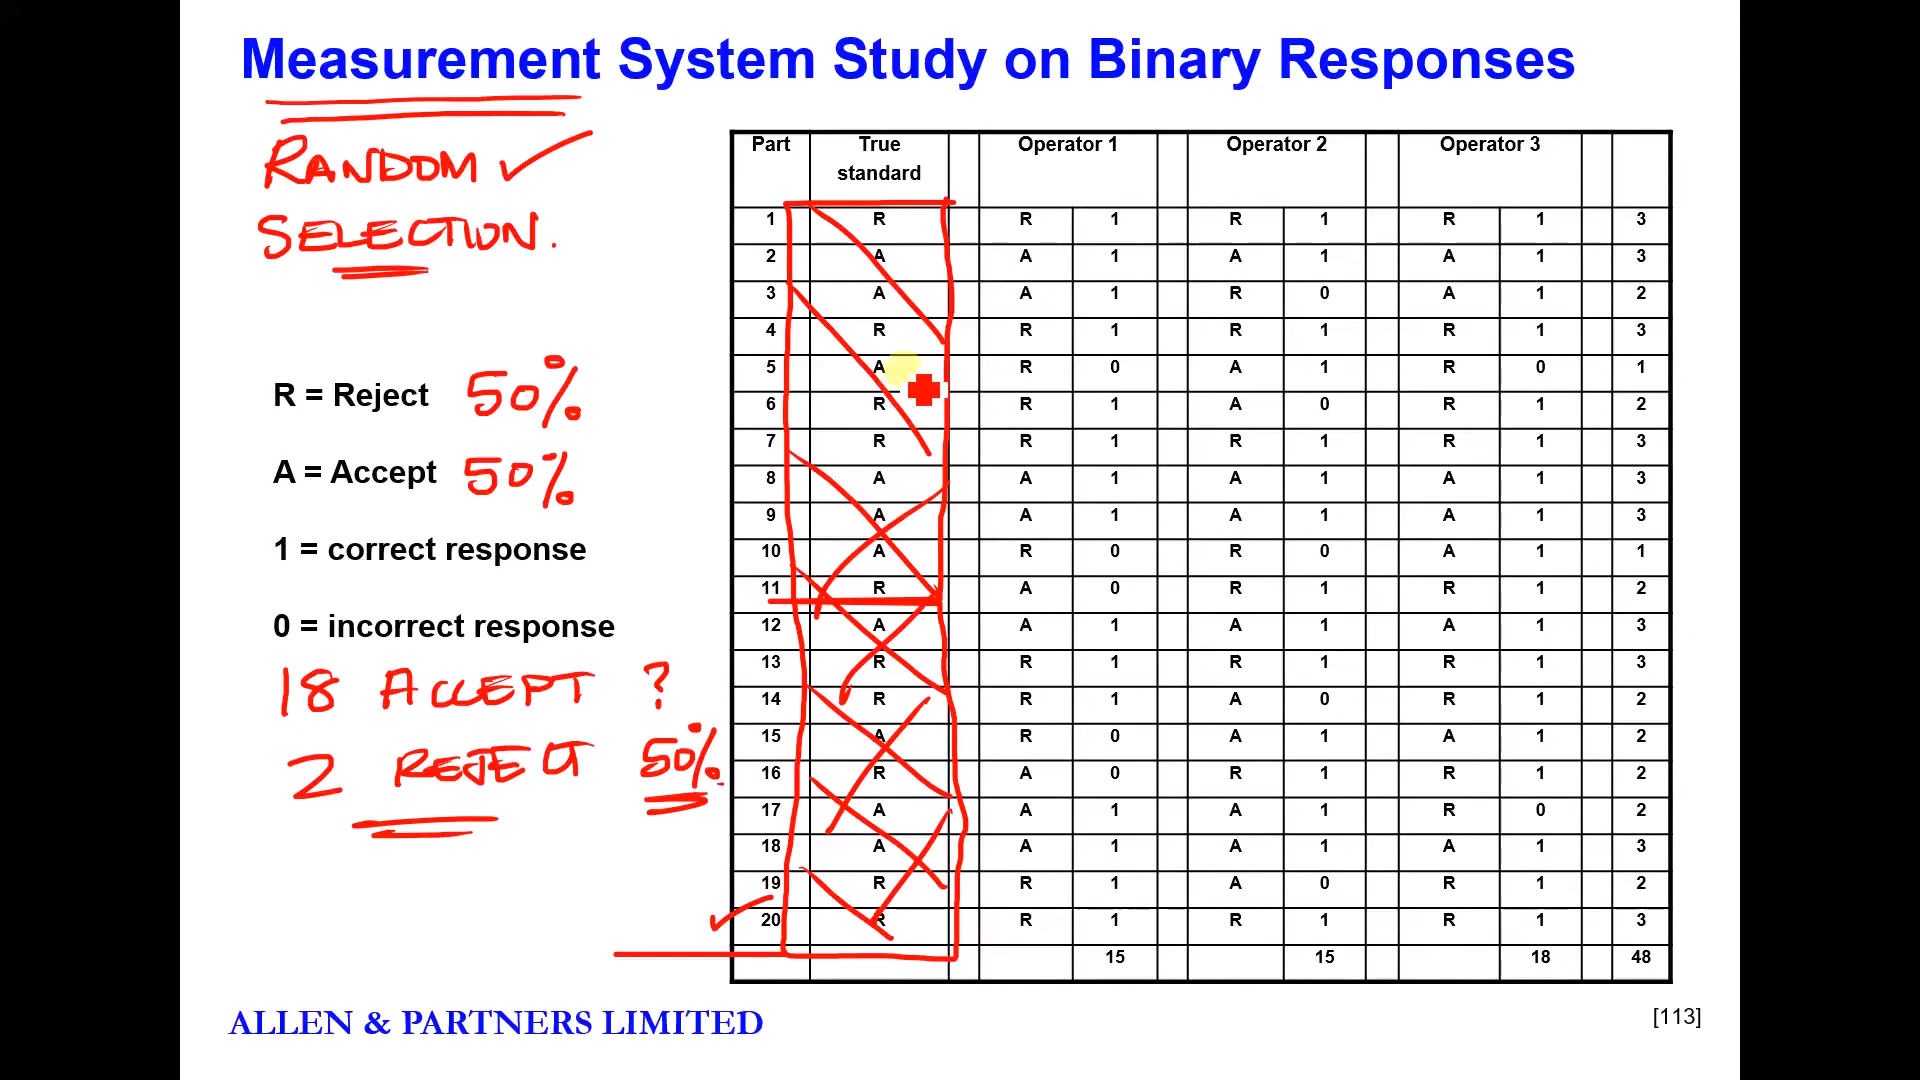 Measurement System Study on Binary Responses
RANDOM ✓
SELECTION.
R = Reject 50%
A = Accept 50%
1 = correct response
0 = incorrect response
18 ACCEPT ?
2 REJECT 50%
Part True standard Operator 1 Operator 2 Operator 3
1 R R 1 R 1 R 1 3
2 A A 1 A 1 A 1 3
3 A A 1 R 0 A 1 2
4 R R 1 R 1 R 1 3
5 A R 0 A 1 R 0 1
6 R R 1 A 0 R 1 2
7 R R 1 R 1 R 1 3
8 A A 1 A 1 A 1 3
9 A A 1 A 1 A 1 3
10 A R 0 R 0 A 1 1
11 R A 0 R 1 R 1 2
12 A A 1 A 1 A 1 3
13 R R 1 R 1 R 1 3
14 R R 1 A 0 R 1 2
15 A R 0 A 1 A 1 2
16 R A 0 R 1 R 1 2
17 A A 1 A 1 R 0 2
18 A A 1 A 1 A 1 3
19 R R 1 A 0 R 1 2
20 R R 1 R 1 R 1 3
15 15 18 48
ALLEN & PARTNERS LIMITED
[113]